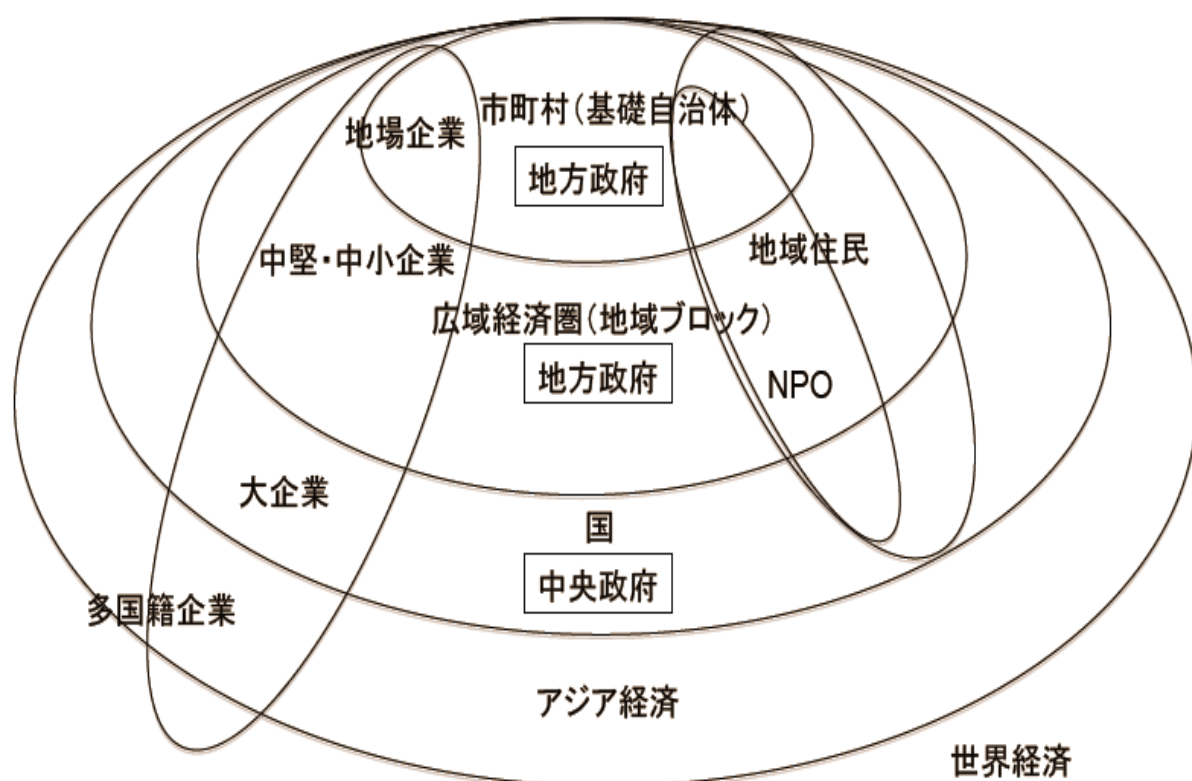 市町村（基礎自治体）
地場企業
地方政府
中堅・中小企業
地域住民
広域経済圏（地域ブロック）
地方政府
NPO
大企業
国
中央政府
多国籍企業
アジア経済
世界経済